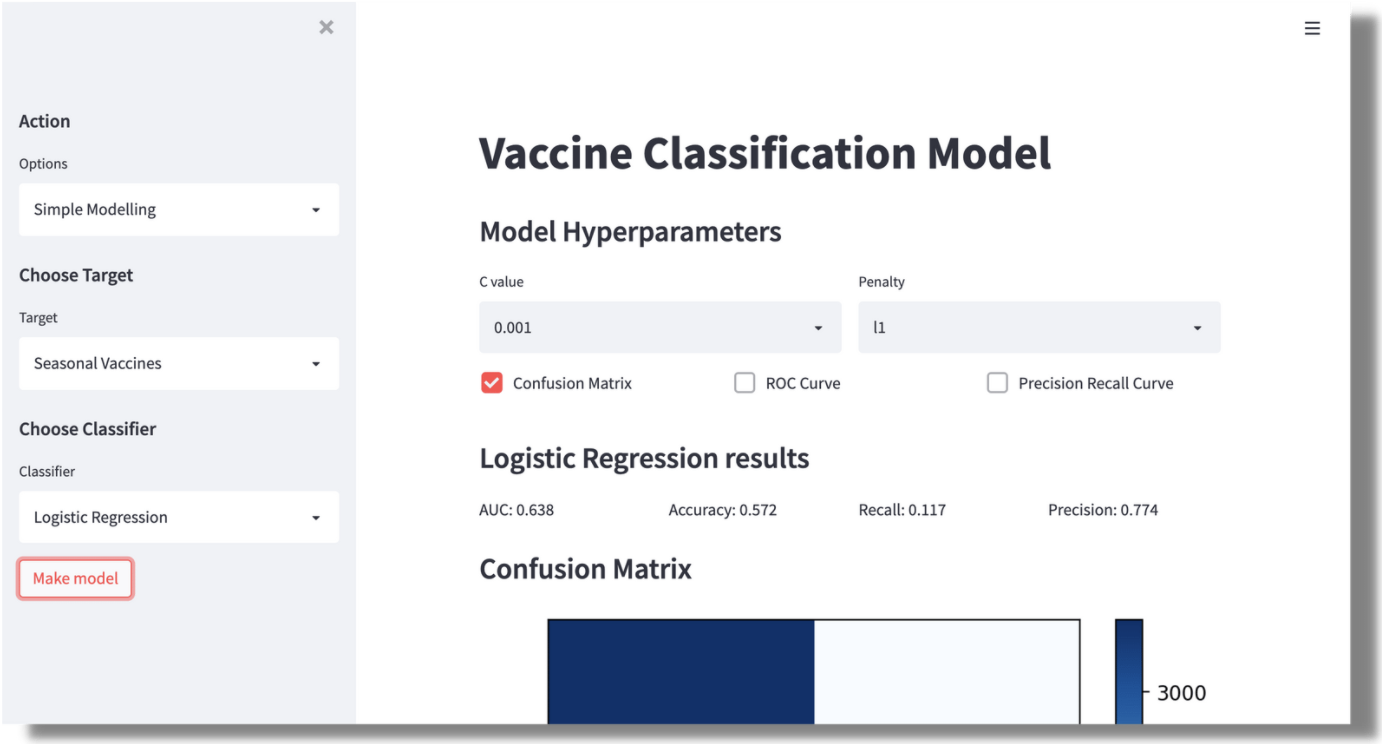 Action
Options
Simple Modelling
Choose Target
Target
Seasonal Vaccines
Choose Classifier
Classifier
Logistic Regression
Make model
Vaccine Classification Model
Model Hyperparameters
C value Penalty
0.001 l1
Confusion Matrix ROC Curve Precision Recall Curve
Logistic Regression results
AUC: 0.638 Accuracy: 0.572 Recall: 0.117 Precision: 0.774
Confusion Matrix
3000